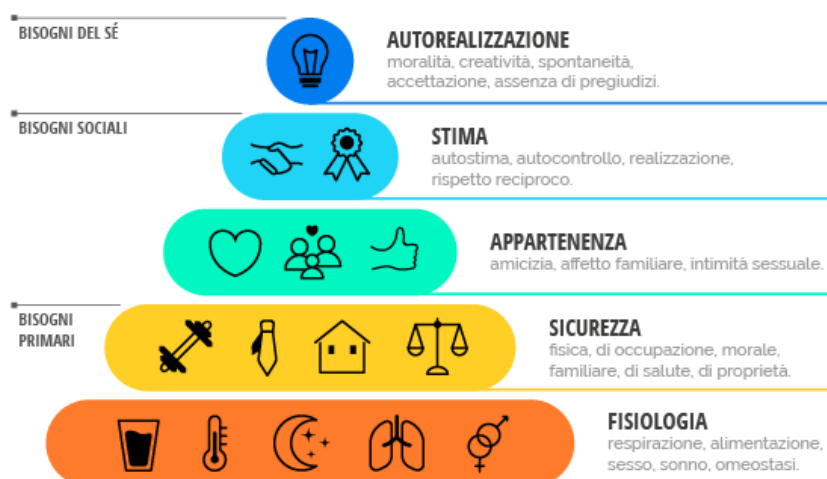 BISOGNI DEL SÉ
AUTOREALIZZAZIONE
moralità, creatività, spontaneità,
accettazione, assenza di pregiudizi.
BISOGNI SOCIALI
STIMA
autostima, autocontrollo, realizzazione,
rispetto reciproco.
APPARTENENZA
amicizia, affetto familiare, intimità sessuale.
BISOGNI
PRIMARI
SICUREZZA
fisica, di occupazione, morale,
familiare, di salute, di proprietà.
FISIOLOGIA
respirazione, alimentazione,
sesso, sonno, omeostasi.